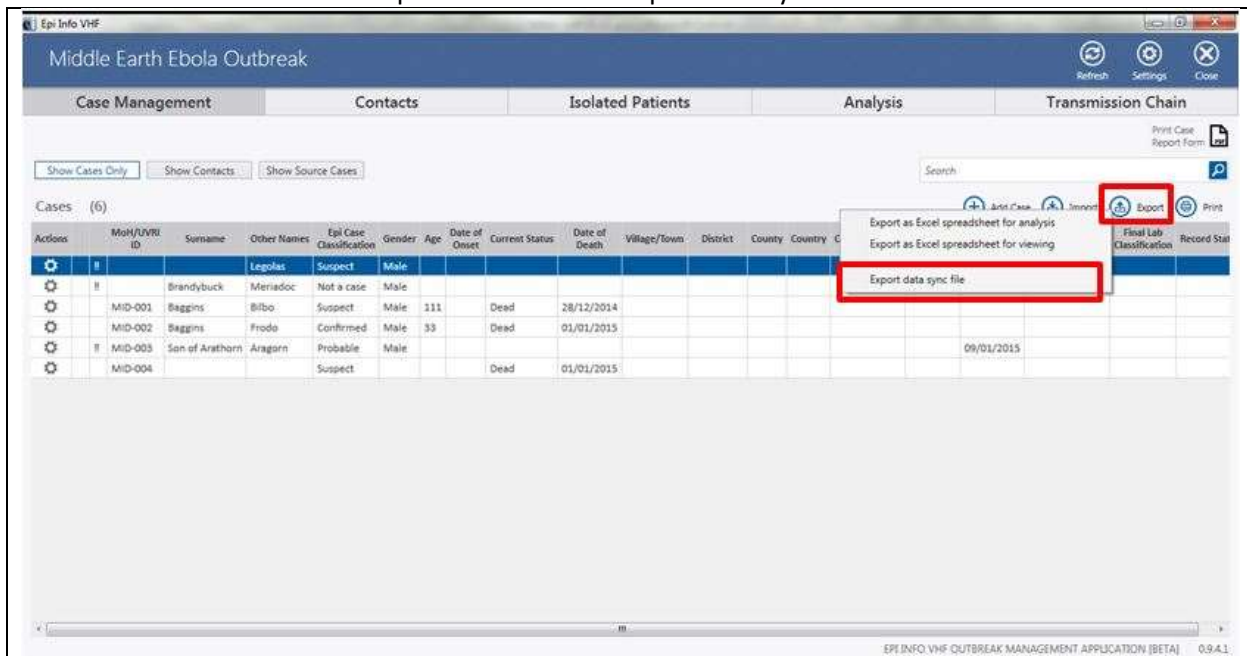 Epi Info VHF
Middle Earth Ebola Outbreak
Refresh Settings Close
Case Management Contacts Isolated Patients Analysis Transmission Chain
Print Case
Report Form
Show Cases Only Show Contacts Show Source Cases Search
Cases (6) Add Case Import Export Print
Export as Excel spreadsheet for analysis
Export as Excel spreadsheet for viewing
Export data sync file
Actions MoH/UVRI ID Surname Other Names Epi Case Classification Gender Age Date of Onset Current Status Date of Death Village/Town District County Country C Final Lab Classification Record Stat
!! Legolas Suspect Male
!! Brandybuck Meriadoc Not a case Male
MID-001 Baggins Bilbo Suspect Male 111 Dead 28/12/2014
MID-002 Baggins Frodo Confirmed Male 33 Dead 01/01/2015
!! MID-003 Son of Arathorn Aragorn Probable Male 09/01/2015
MID-004 Suspect Dead 01/01/2015
EPI INFO VHF OUTBREAK MANAGEMENT APPLICATION [BETA] 0.9.4.1